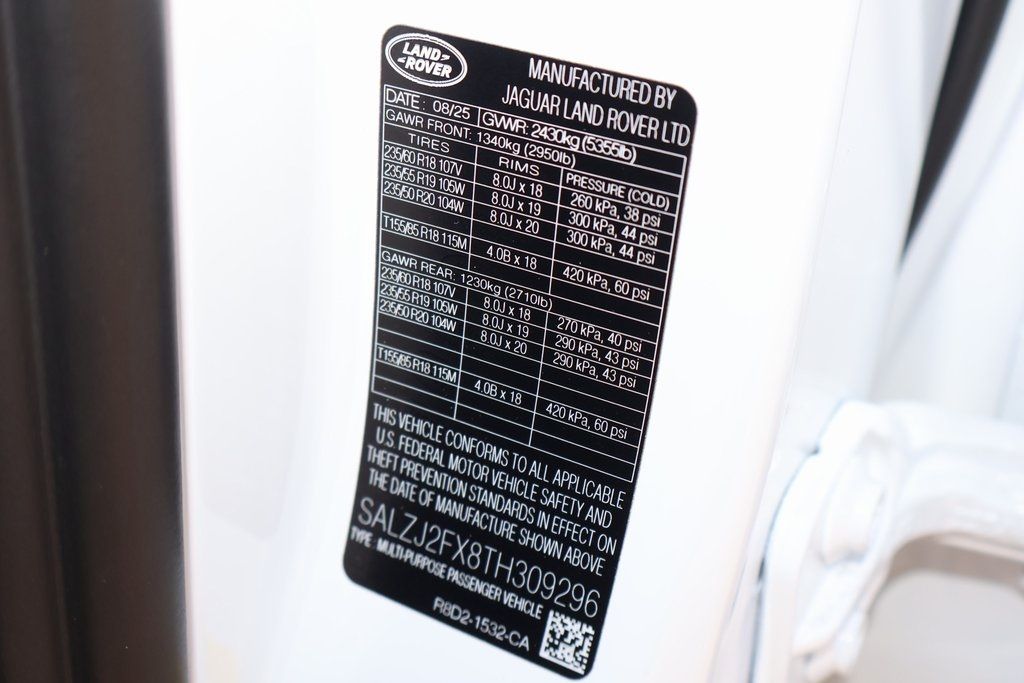 LAND
ROVER
MANUFACTURED BY
JAGUAR LAND ROVER LTD
DATE: 08/25 GVWR: 2430kg (5355lb)
GAWR FRONT: 1340kg (2950lb)
TIRES RIMS PRESSURE (COLD)
235/60 R18 107V 8.0J x 18 260 kPa, 38 psi
235/55 R19 105W 8.0J x 19 300 kPa, 44 psi
235/50 R20 104W 8.0J x 20 300 kPa, 44 psi
T155/85 R18 115M 4.0B x 18 420 kPa, 60 psi
GAWR REAR: 1230kg (2710lb)
235/60 R18 107V 8.0J x 18 270 kPa, 40 psi
235/55 R19 105W 8.0J x 19 290 kPa, 43 psi
235/50 R20 104W 8.0J x 20 290 kPa, 43 psi
T155/85 R18 115M 4.0B x 18 420 kPa, 60 psi
THIS VEHICLE CONFORMS TO ALL APPLICABLE
U.S. FEDERAL MOTOR VEHICLE SAFETY AND
THEFT PREVENTION STANDARDS IN EFFECT ON
THE DATE OF MANUFACTURE SHOWN ABOVE
SALZJ2FX8TH309296
TYPE: MULTI-PURPOSE PASSENGER VEHICLE
R8D2-1532-CA